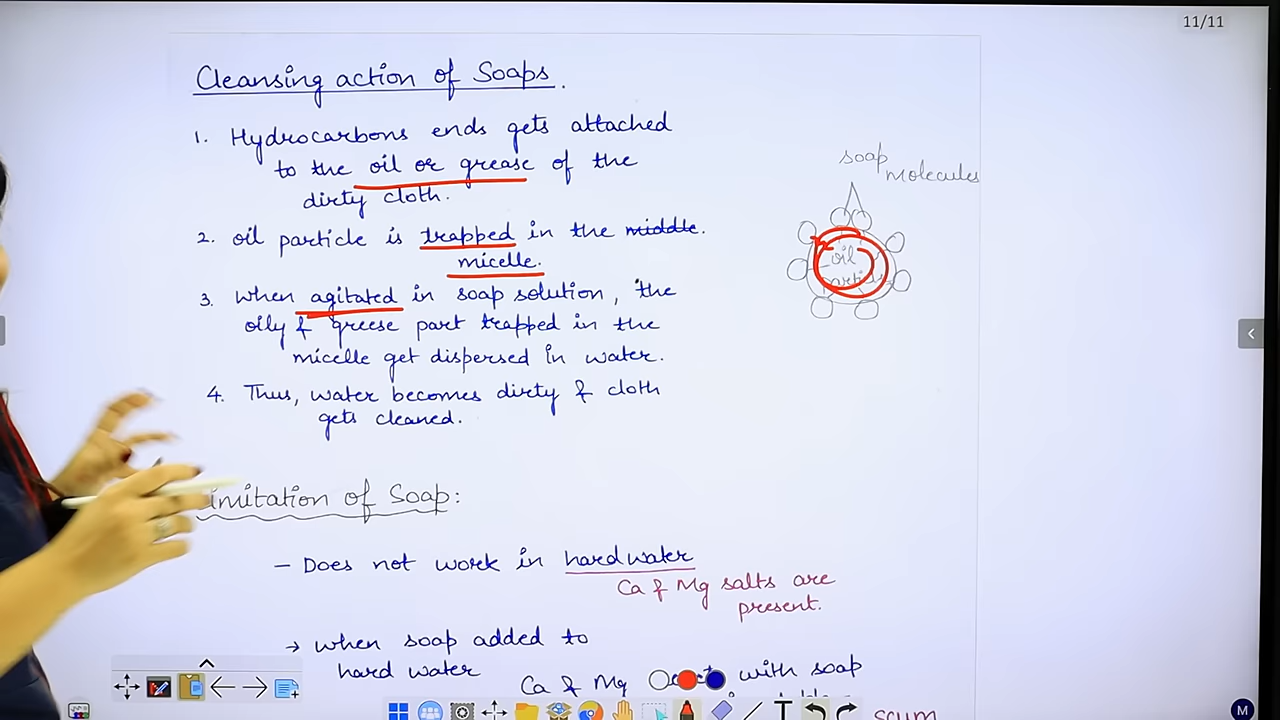 11/11
Cleansing action of Soaps.
1. Hydrocarbons ends gets attached
to the oil or grease of the
dirty cloth.
2. oil particle is trapped in the middle.
micelle.
3. When agitated in soap solution, the
oily & greese part trapped in the
micelle get dispersed in water.
4. Thus, water becomes dirty & cloth
gets cleaned.
soap
molecules
oil
imitation of Soap:
– Does not work in hard water
Ca & Mg salts are
present.
→ when soap added to
hard water
Ca & Mg with soap
scum
T
M